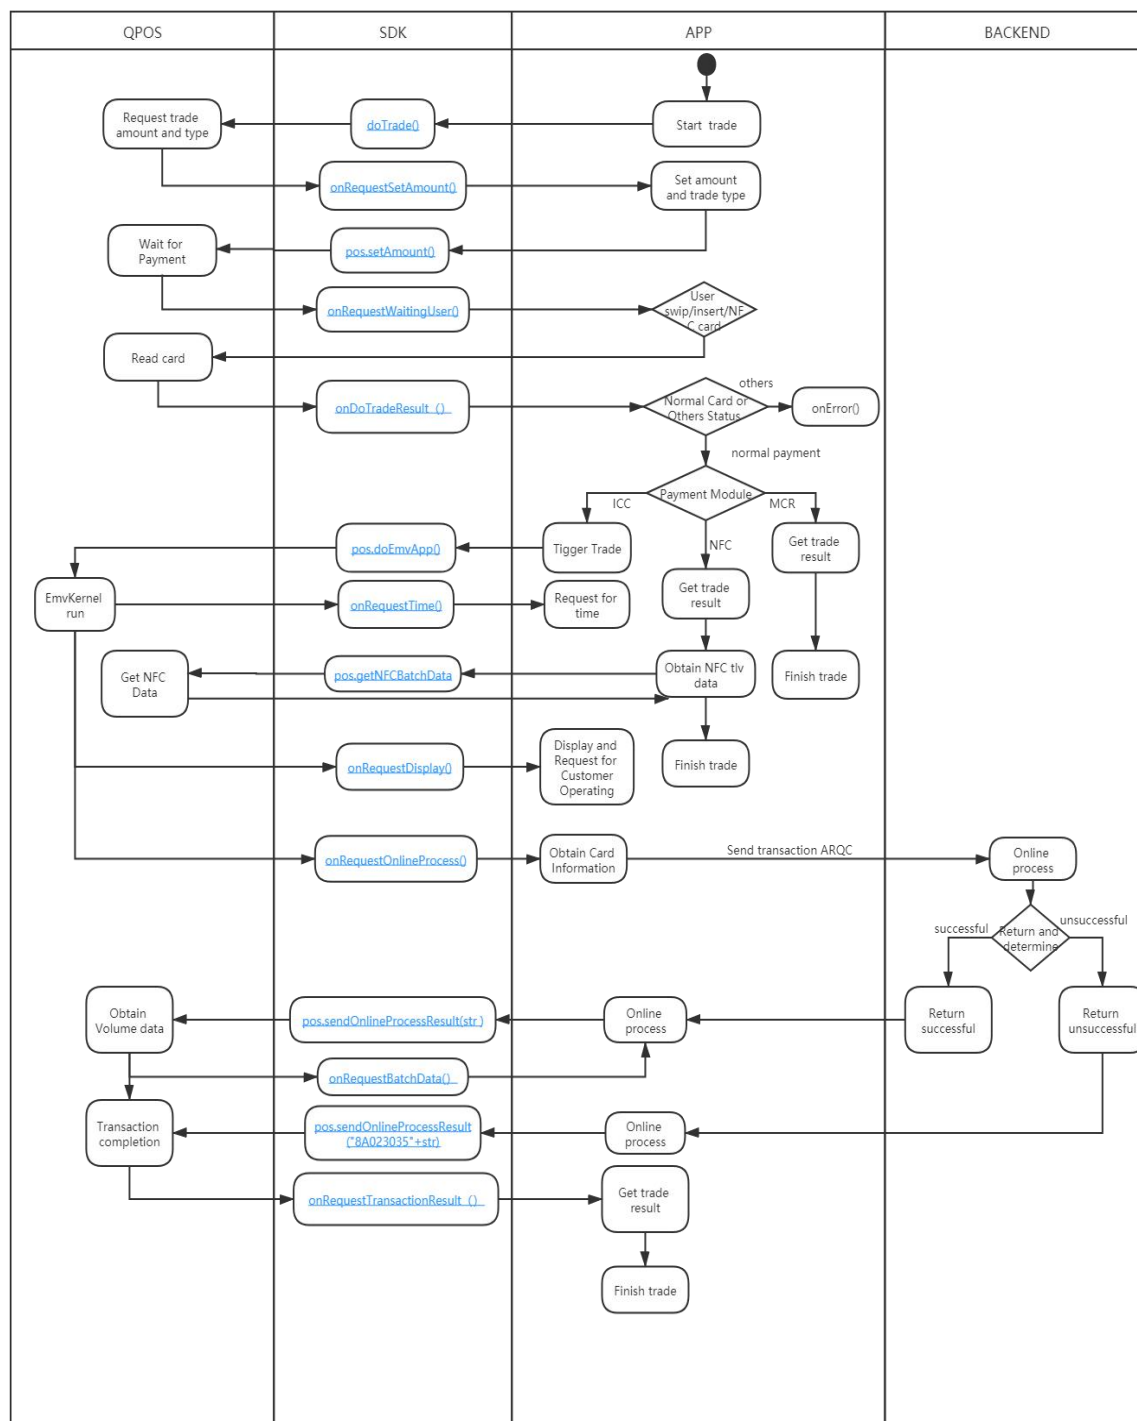 QPOS
SDK
APP
BACKEND
Request trade
amount and type
doTrade()
Start trade
onRequestSetAmount()
Set amount
and trade type
Wait for
Payment
pos.setAmount()
onRequestWaitingUser()
User
swip/insert/NF
C card
Read card
onDoTradeResult ()
Normal Card or
Others Status
others
onError()
normal payment
Payment Module
ICC
MCR
NFC
pos.doEmvApp()
Tigger Trade
Get trade
result
EmvKernel
run
onRequestTime()
Request for
time
Get trade
result
Get NFC
Data
pos.getNFCBatchData
Obtain NFC tlv
data
Finish trade
onRequestDisplay()
Display and
Request for
Customer
Operating
Finish trade
onRequestOnlineProcess()
Obtain Card
Information
Send transaction ARQC
Online
process
successful
Return and
determine
unsuccessful
Obtain
Volume data
pos.sendOnlineProcessResult(str )
Online
process
Return
successful
Return
unsuccessful
onRequestBatchData()
Transaction
completion
pos.sendOnlineProcessResult
("8A023035"+str)
Online
process
onRequestTransactionResult ()
Get trade
result
Finish trade